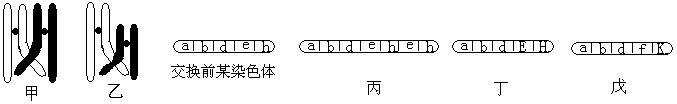 a b d e h
a b d e h e h
a b d E H
a b d f K
交换前某染色体
甲
乙
丙
丁
戊